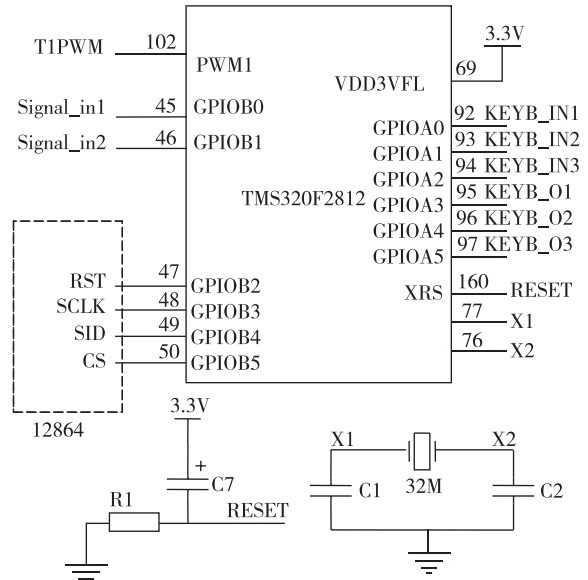 T1PWM 102 PWM1
Signal_in1 45 GPIOB0
Signal_in2 46 GPIOB1
RST 47 GPIOB2
SCLK 48 GPIOB3
SID 49 GPIOB4
CS 50 GPIOB5
12864
TMS320F2812
3.3V
VDD3VFL 69
GPIOA0 92 KEYB_IN1
GPIOA1 93 KEYB_IN2
GPIOA2 94 KEYB_IN3
GPIOA3 95 KEYB_O1
GPIOA4 96 KEYB_O2
GPIOA5 97 KEYB_O3
XRS 160 RESET
77 X1
76 X2
3.3V
+
C7
R1
RESET
X1 X2
C1 32M C2